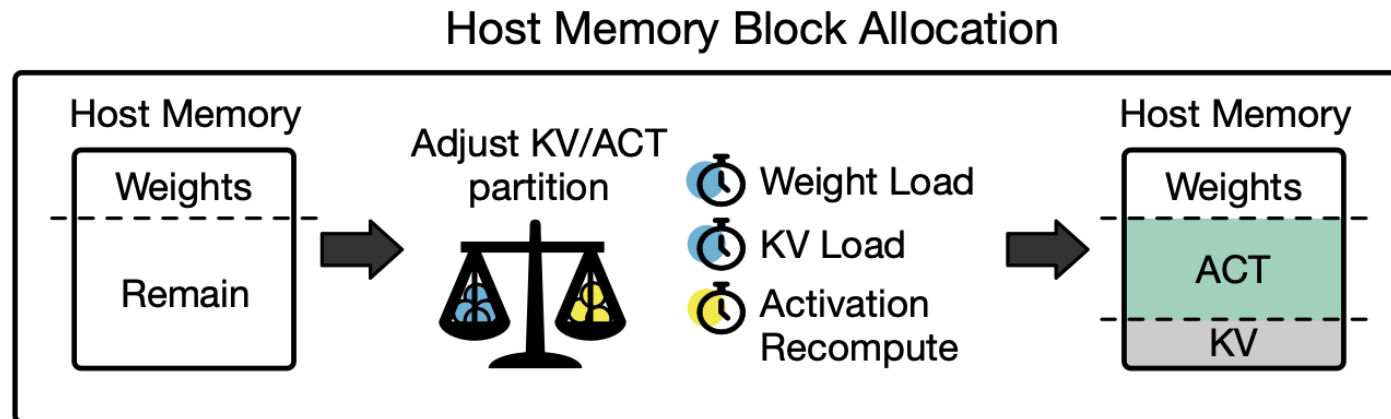 Host Memory Block Allocation
Host Memory
Weights
Remain
Adjust KV/ACT
partition
Weight Load
KV Load
Activation
Recompute
Host Memory
Weights
ACT
KV